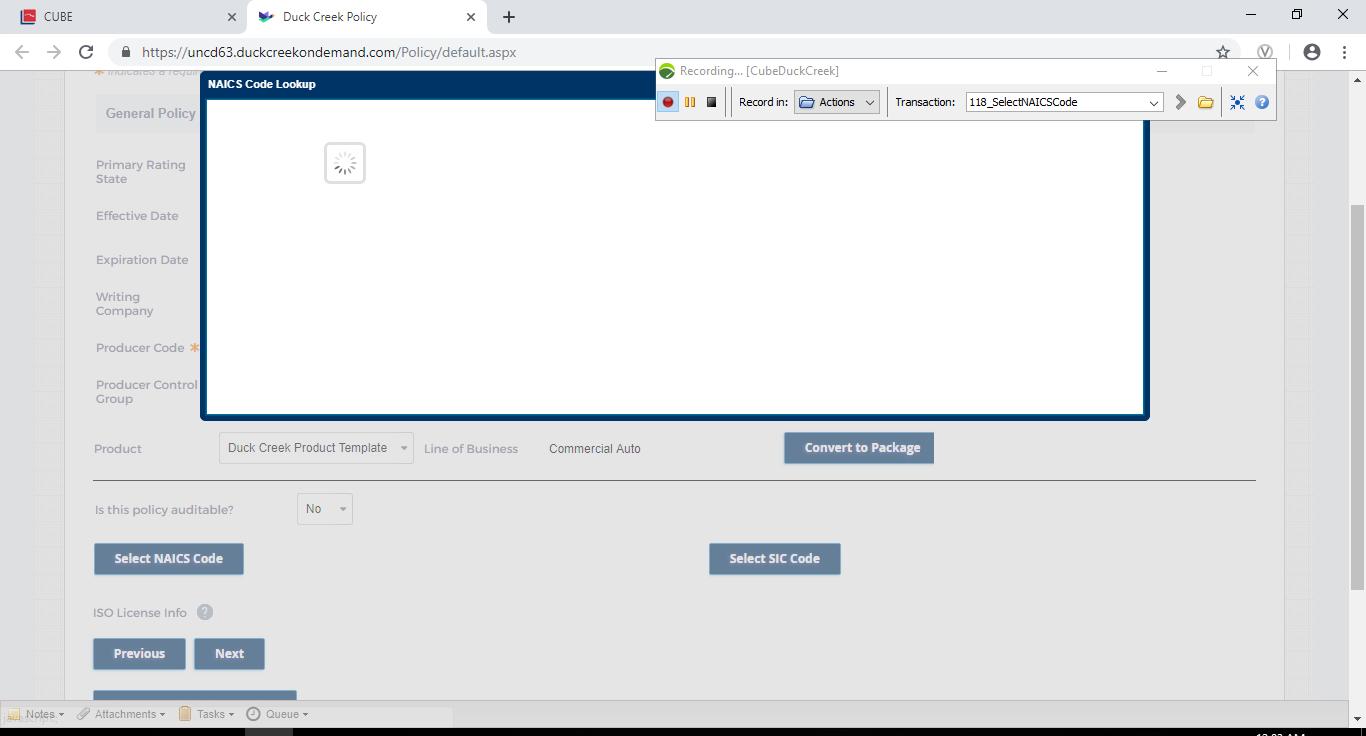 CUBE
Duck Creek Policy
https://uncd63.duckcreekondemand.com/Policy/default.aspx
Recording... [CubeDuckCreek]
Record in:
Actions
Transaction:
118_SelectNAICSCode
NAICS Code Lookup
General Policy
Primary Rating
State
Effective Date
Expiration Date
Writing
Company
Producer Code *
Producer Control
Group
Product
Duck Creek Product Template
Line of Business
Commercial Auto
Convert to Package
Is this policy auditable?
No
Select NAICS Code
Select SIC Code
ISO License Info ?
Previous
Next
Notes
Attachments
Tasks
Queue